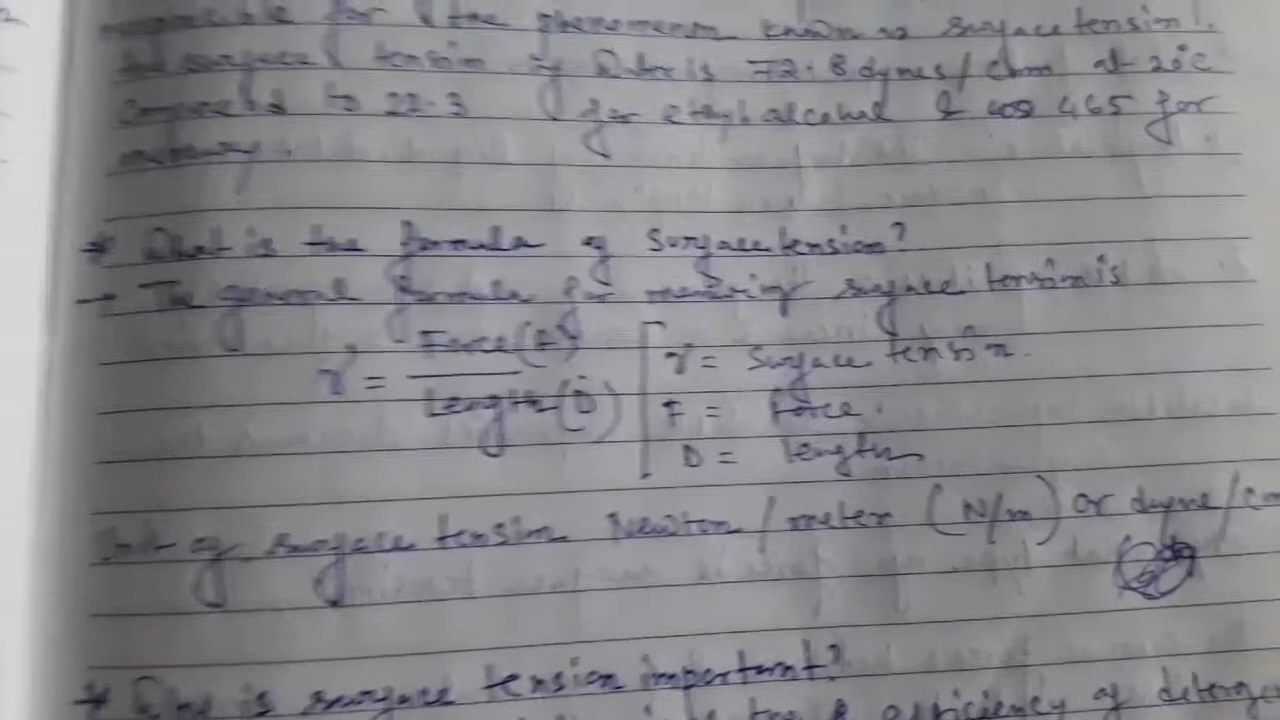 for the phenomenon known as surface tension.
surface tension of Water is 72.8 dynes/cm at 20°c
compared to 22.3 for ethyl alcohol & 465 for
mercury.
* What is the formula of surface tension?
→ The general formula for measuring surface tension is
γ = Force(F) / Length(D)
γ = surface tension.
F = Force.
D = length
Unit of surface tension Newton/meter (N/m) or dyne/cm
* Why is surface tension important?
efficiency of